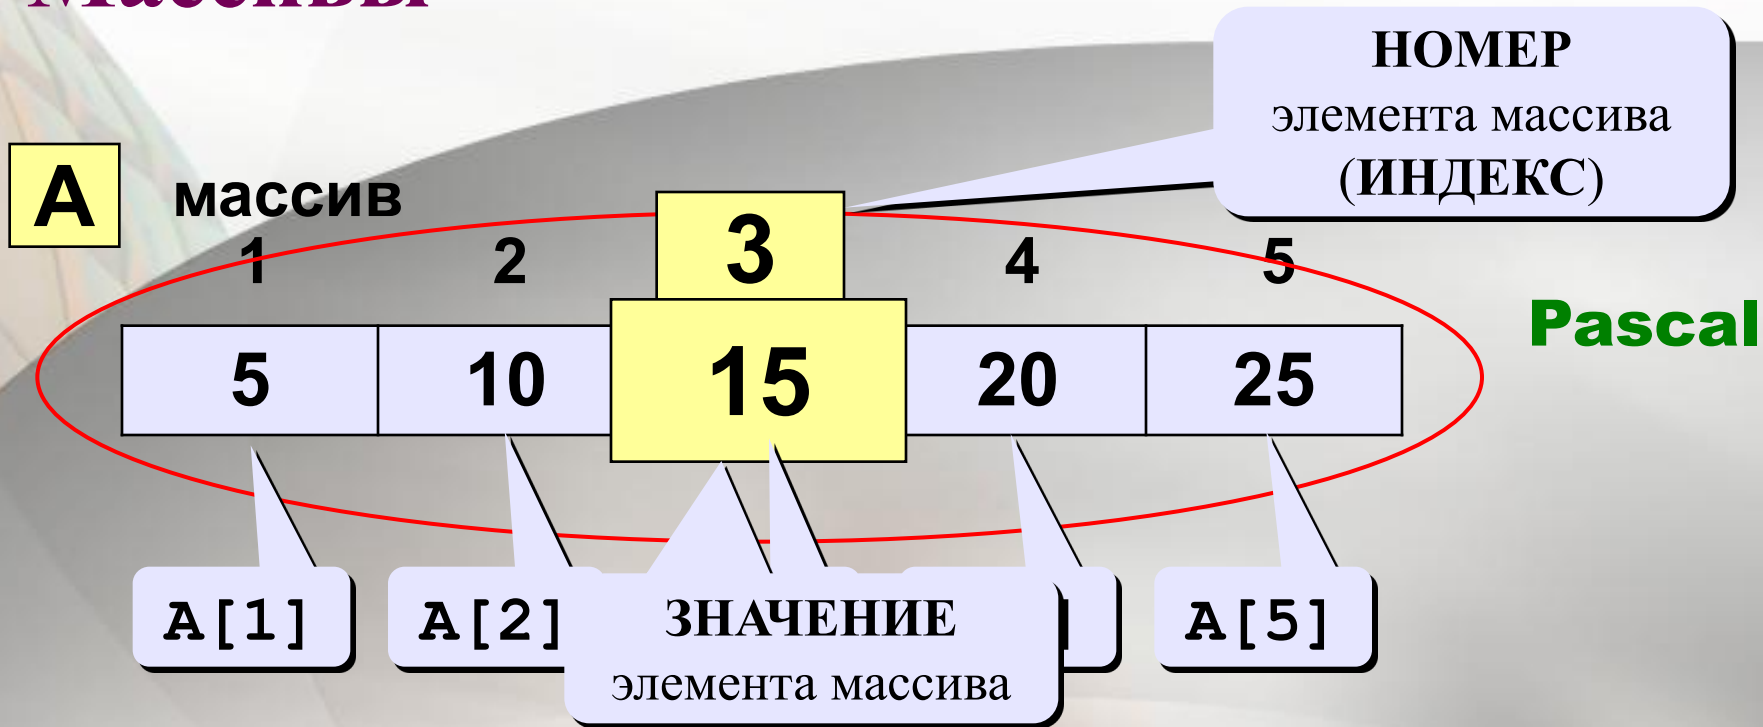 Массивы
НОМЕР
элемента массива
(ИНДЕКС)
A массив
1 2 3 4 5
Pascal
5 10 15 20 25
A[1] A[2] ] A[5]
ЗНАЧЕНИЕ
элемента массива